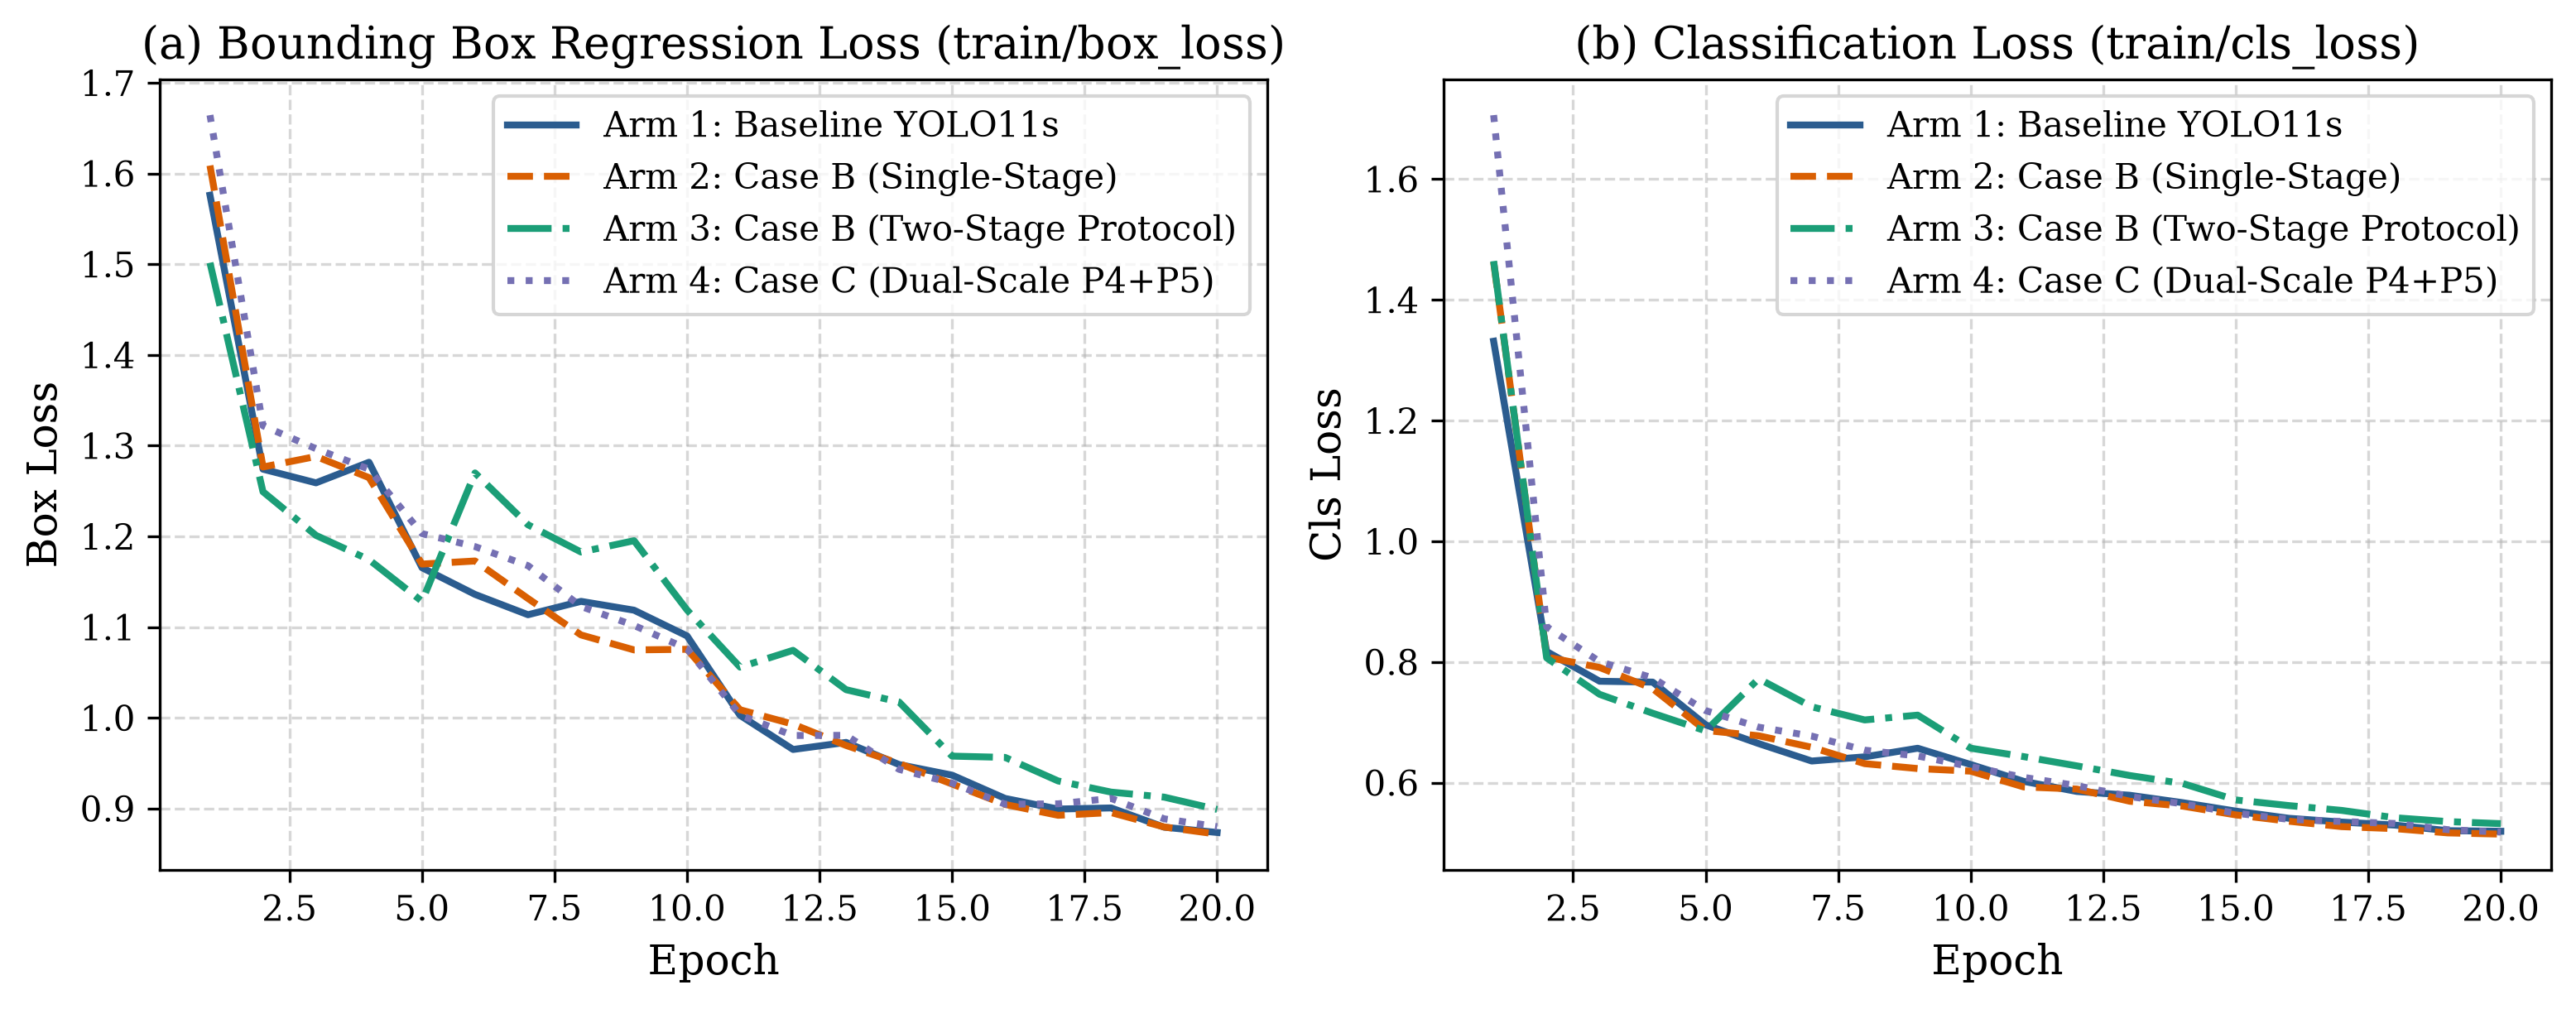 (a) Bounding Box Regression Loss (train/box_loss)
1.7
1.6
1.5
1.4
1.3
1.2
1.1
1.0
0.9
Box Loss
Arm 1: Baseline YOLO11s
Arm 2: Case B (Single-Stage)
Arm 3: Case B (Two-Stage Protocol)
Arm 4: Case C (Dual-Scale P4+P5)
2.5 5.0 7.5 10.0 12.5 15.0 17.5 20.0
Epoch
(b) Classification Loss (train/cls_loss)
1.6
1.4
1.2
1.0
0.8
0.6
Cls Loss
Arm 1: Baseline YOLO11s
Arm 2: Case B (Single-Stage)
Arm 3: Case B (Two-Stage Protocol)
Arm 4: Case C (Dual-Scale P4+P5)
2.5 5.0 7.5 10.0 12.5 15.0 17.5 20.0
Epoch